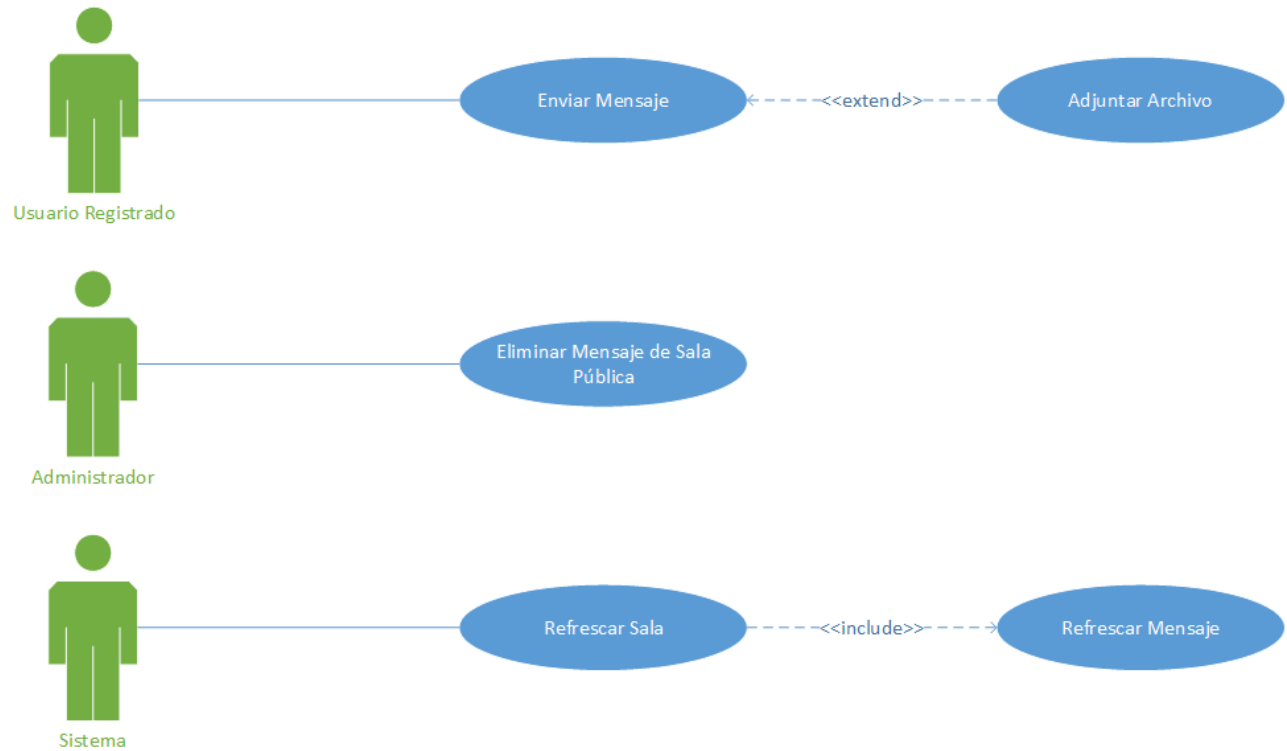 Enviar Mensaje
<<extend>>
Adjuntar Archivo
Usuario Registrado
Eliminar Mensaje de Sala
Pública
Administrador
Refrescar Sala
<<include>>
Refrescar Mensaje
Sistema